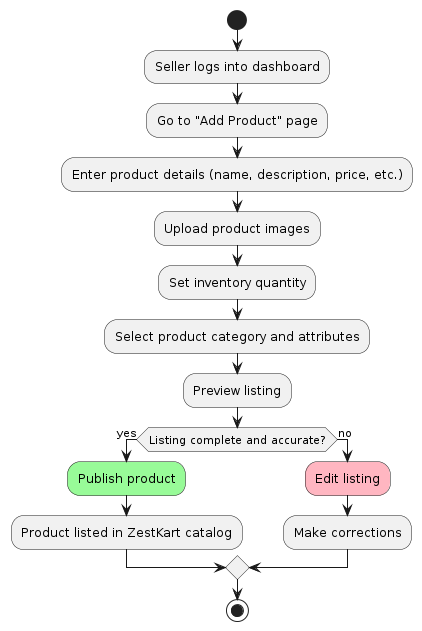 Seller logs into dashboard
Go to "Add Product" page
Enter product details (name, description, price, etc.)
Upload product images
Set inventory quantity
Select product category and attributes
Preview listing
yes
Listing complete and accurate?
no
Publish product
Edit listing
Product listed in ZestKart catalog
Make corrections